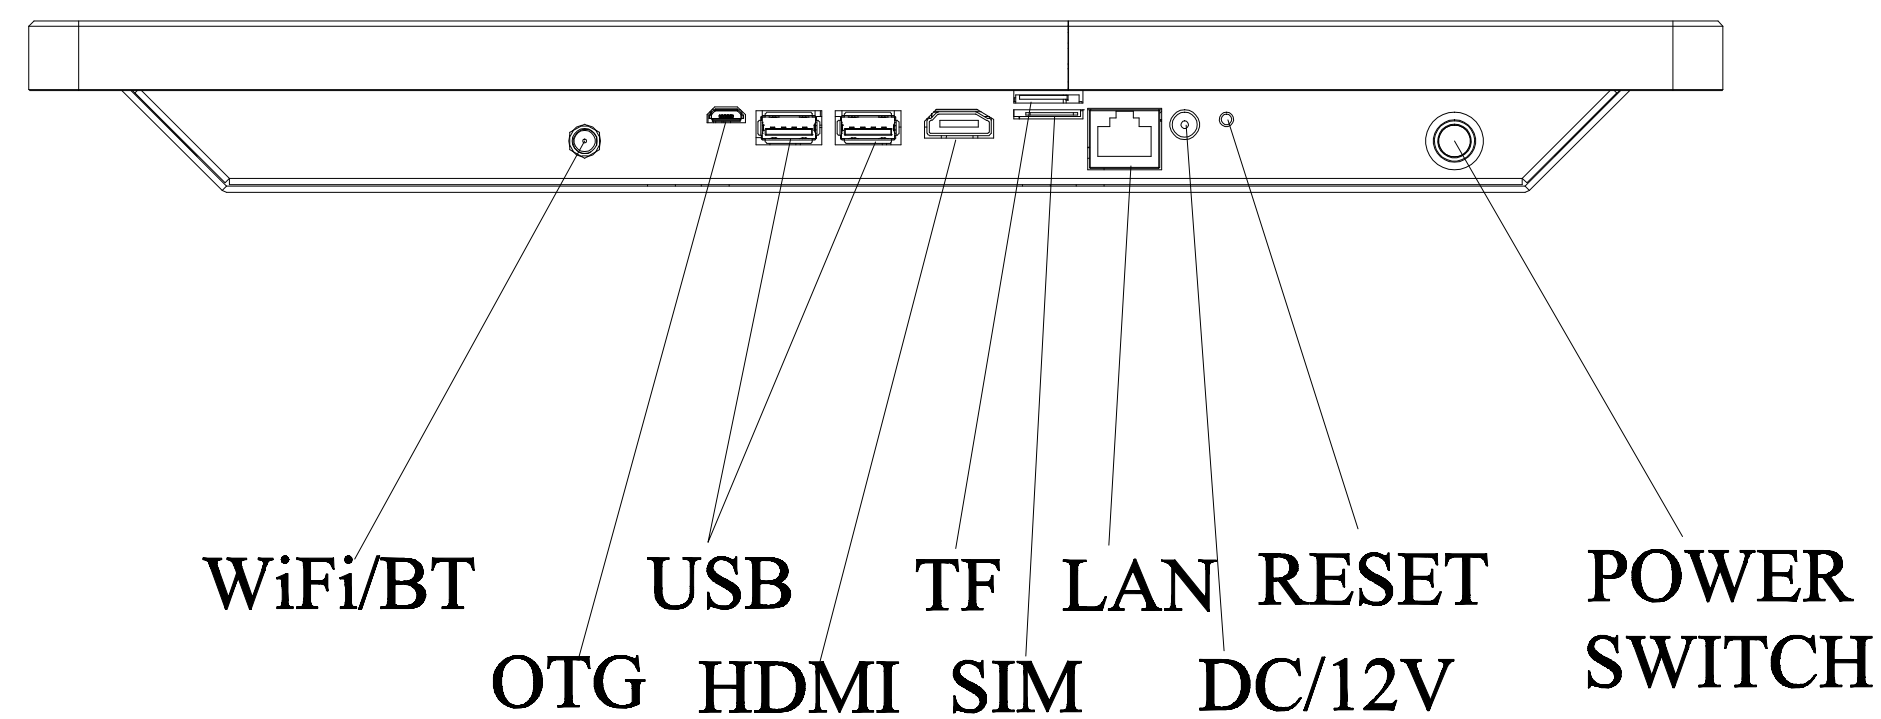 WiFi/BT
USB
TF
LAN
RESET
POWER
SWITCH
OTG
HDMI
SIM
DC/12V